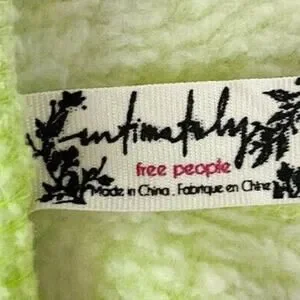 intimately
free people
Made in China . Fabrique en Chine